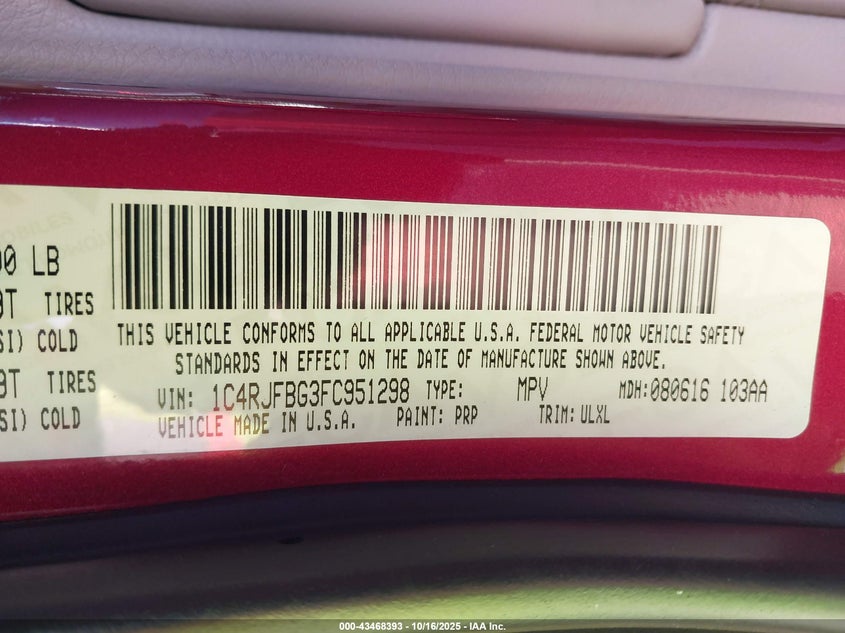 00 LB
BT TIRES
SI) COLD
BT TIRES
SI) COLD
THIS VEHICLE CONFORMS TO ALL APPLICABLE U.S.A. FEDERAL MOTOR VEHICLE SAFETY
STANDARDS IN EFFECT ON THE DATE OF MANUFACTURE SHOWN ABOVE.
VIN: 1C4RJFBG3FC951298 TYPE: MPV MDH:080616 103AA
VEHICLE MADE IN U.S.A. PAINT: PRP TRIM: ULXL
000-43468393 - 10/16/2025 - IAA Inc.